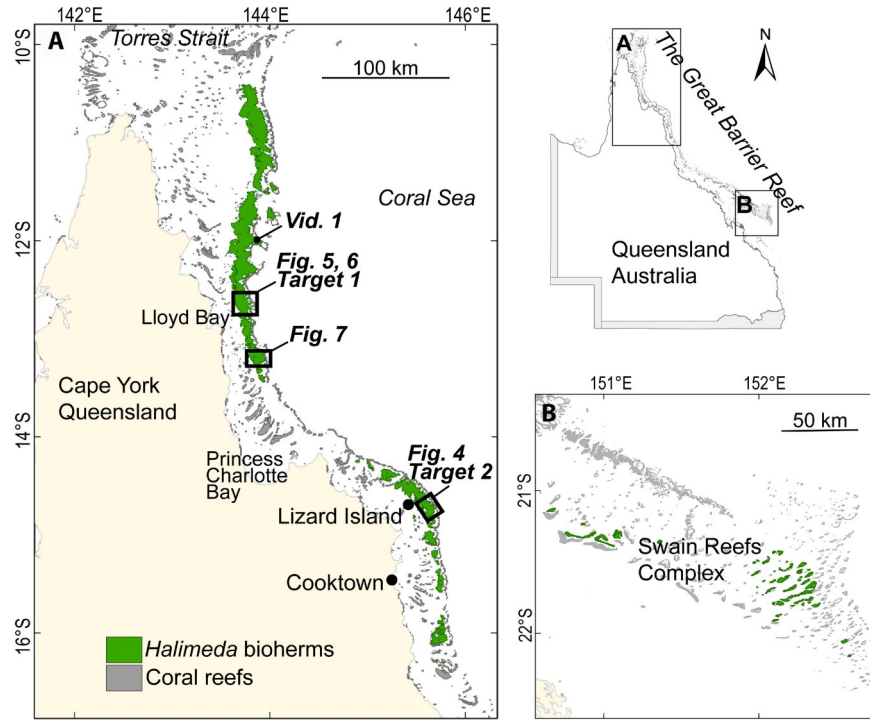 142°E
144°E
146°E
A
Torres Strait
10°S
100 km
Coral Sea
Vid. 1
12°S
Fig. 5, 6
Target 1
Lloyd Bay
Fig. 7
Cape York
Queensland
14°S
Princess
Charlotte
Bay
Fig. 4
Target 2
Lizard Island
Cooktown
16°S
Halimeda bioherms
Coral reefs
A
N
The Great Barrier Reef
B
Queensland
Australia
151°E
152°E
B
50 km
21°S
Swain Reefs
Complex
22°S